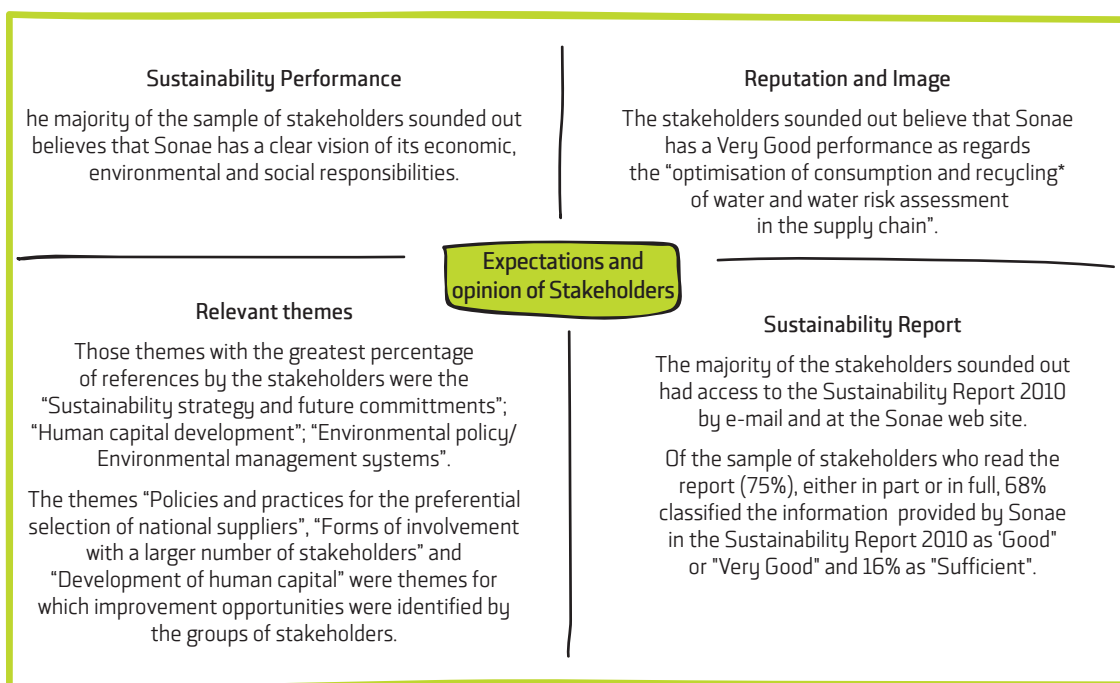 Sustainability Performance
he majority of the sample of stakeholders sounded out
believes that Sonae has a clear vision of its economic,
environmental and social responsibilities.
Reputation and Image
The stakeholders sounded out believe that Sonae
has a Very Good performance as regards
the “optimisation of consumption and recycling*
of water and water risk assessment
in the supply chain”.
Expectations and
opinion of Stakeholders
Relevant themes
Those themes with the greatest percentage
of references by the stakeholders were the
“Sustainability strategy and future committments”;
“Human capital development”; “Environmental policy/
Environmental management systems”.
The themes “Policies and practices for the preferential
selection of national suppliers”, “Forms of involvement
with a larger number of stakeholders” and
“Development of human capital” were themes for
which improvement opportunities were identified by
the groups of stakeholders.
Sustainability Report
The majority of the stakeholders sounded out
had access to the Sustainability Report 2010
by e-mail and at the Sonae web site.
Of the sample of stakeholders who read the
report (75%), either in part or in full, 68%
classified the information provided by Sonae
in the Sustainability Report 2010 as 'Good"
or "Very Good" and 16% as "Sufficient".